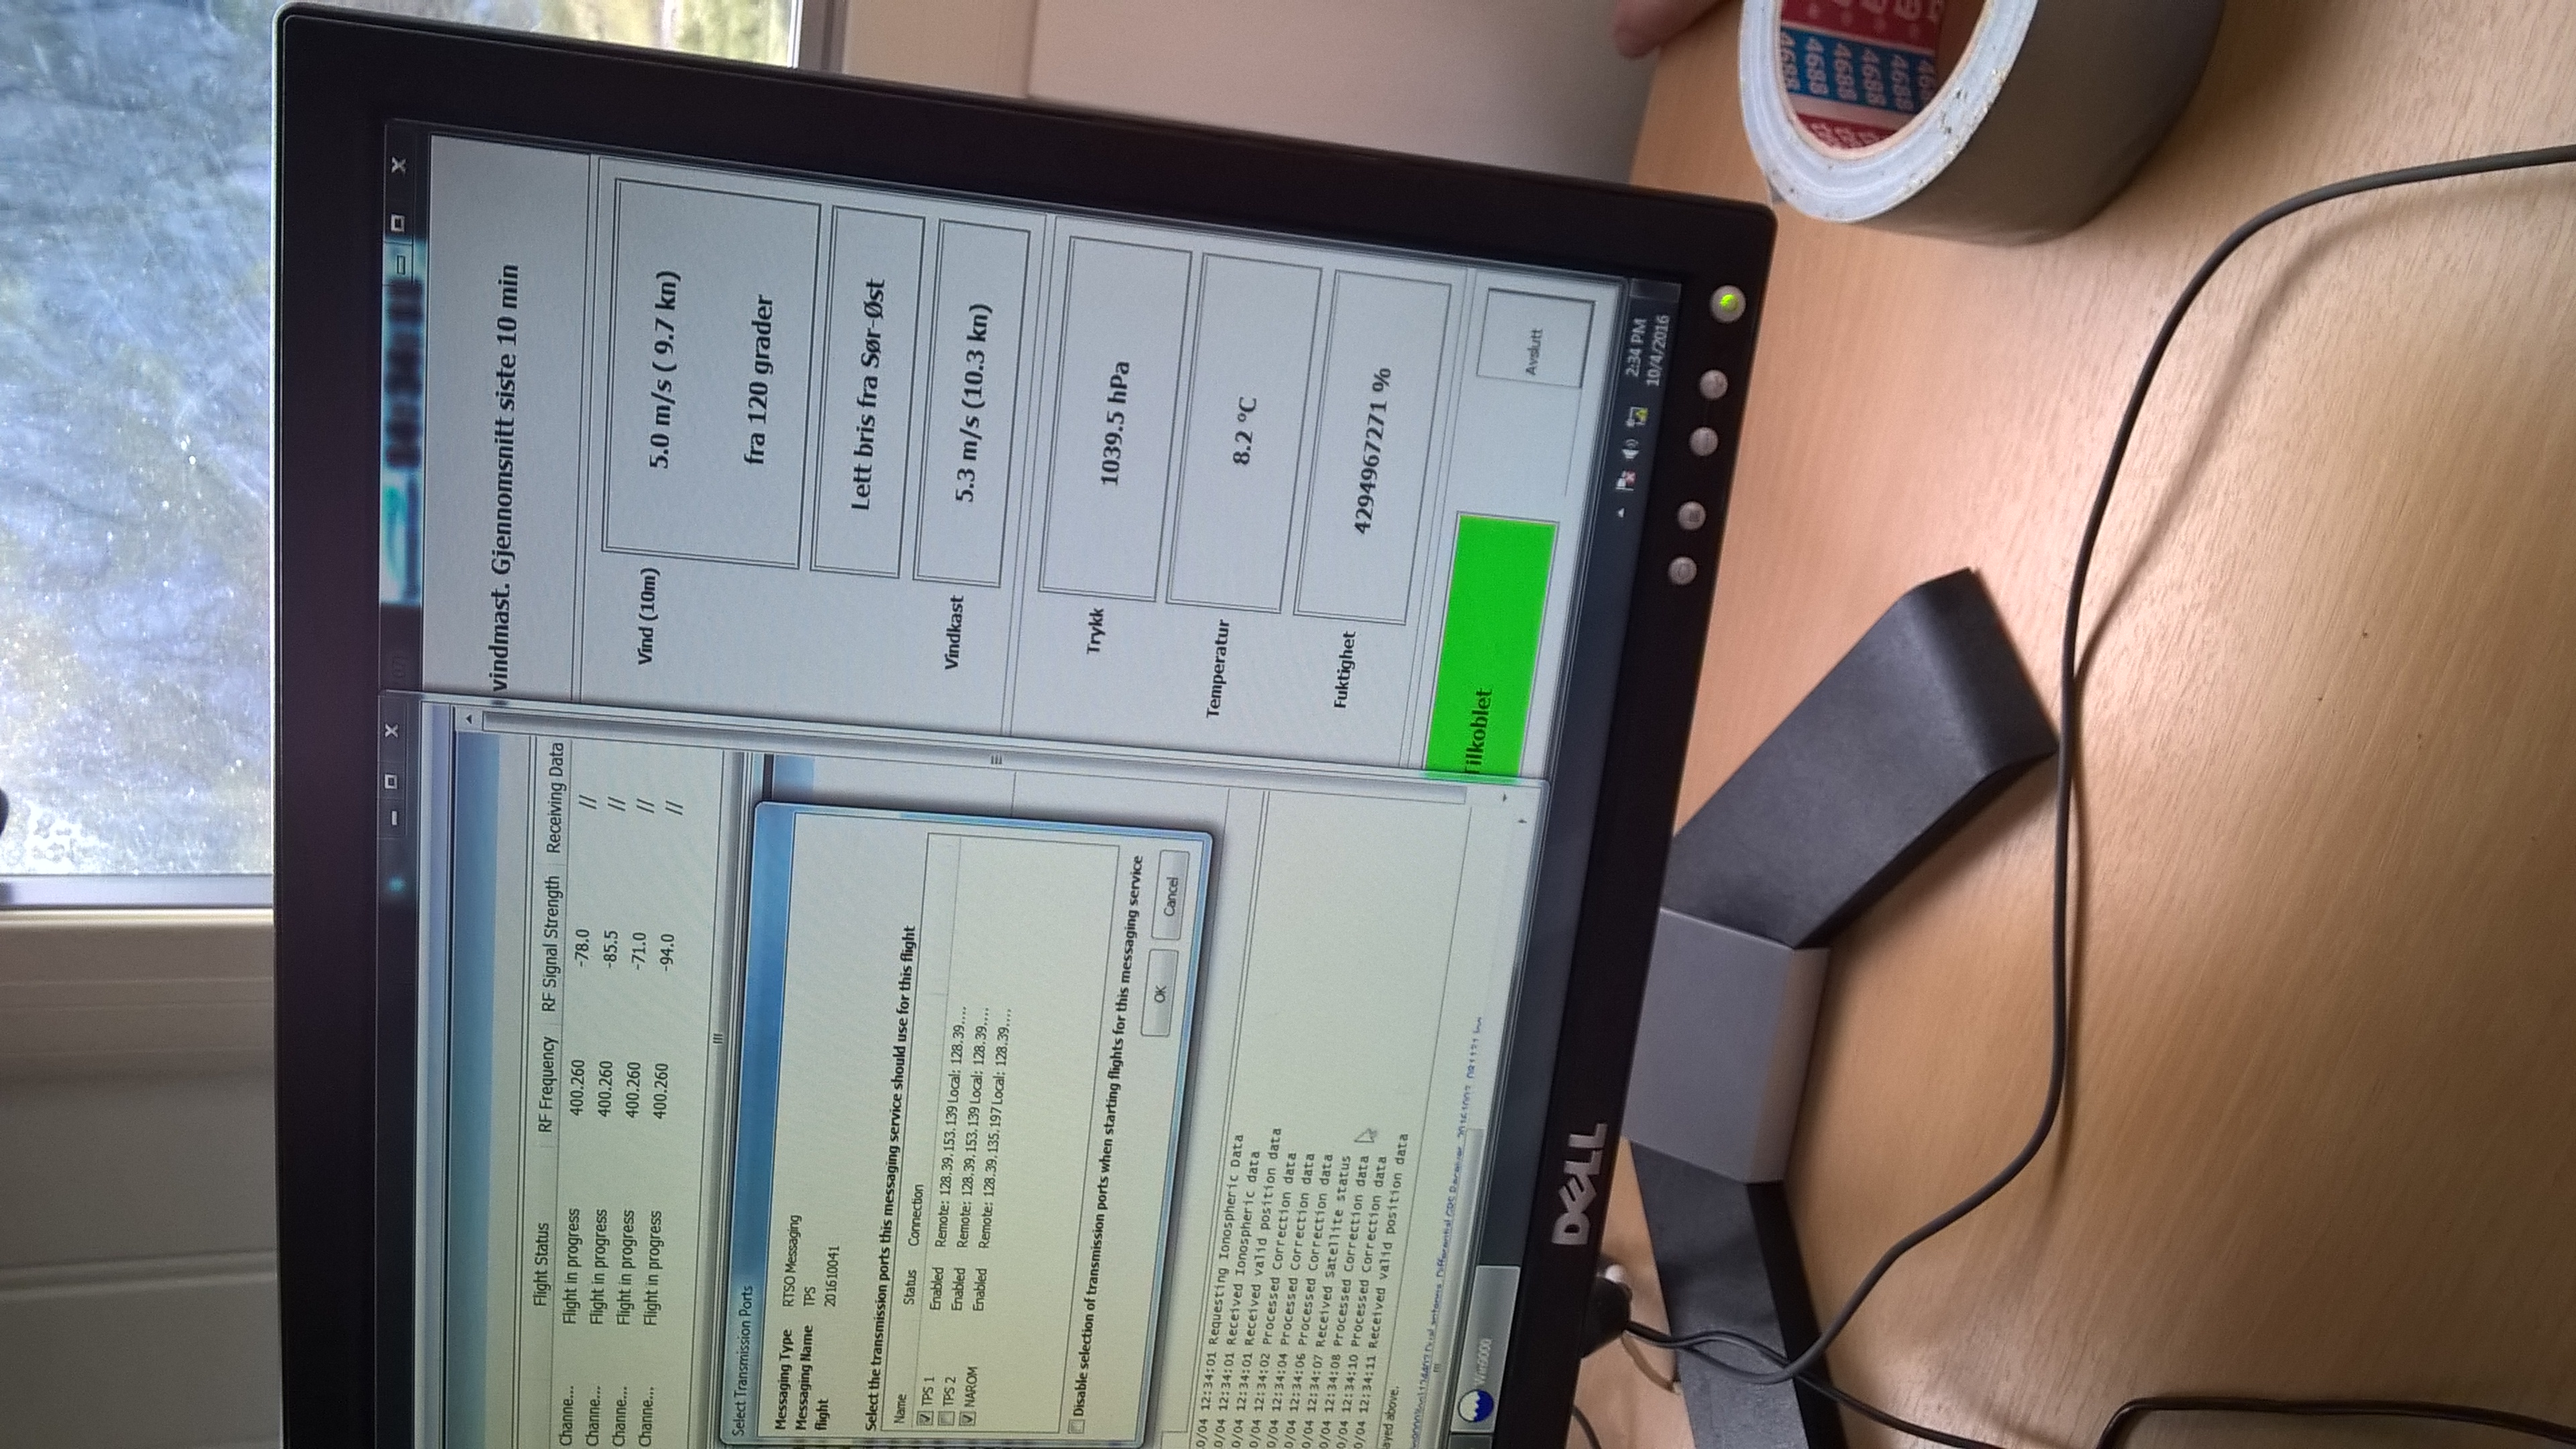 Flight Status RF Frequency RF Signal Strength Receiving Data
Channe... Flight in progress 400.260 -78.0 //
Channe... Flight in progress 400.260 -85.5 //
Channe... Flight in progress 400.260 -71.0 //
Channe... Flight in progress 400.260 -94.0 //
Select Transmission Ports
Messaging Type RTSO Messaging
Messaging Name TPS
flight 201610041
Select the transmission ports this messaging service should use for this flight
Name Status Connection
TPS 1 Enabled Remote: 128.39.153.139 Local: 128.39....
TPS 2 Enabled Remote: 128.39.153.139 Local: 128.39....
NAROM Enabled Remote: 128.39.135.197 Local: 128.39....
Disable selection of transmission ports when starting flights for this messaging service
OK Cancel
0/04 12:34:01 Requesting Ionospheric Data
0/04 12:34:01 Received Ionospheric data
0/04 12:34:01 Received valid position data
0/04 12:34:02 Processed Correction data
0/04 12:34:04 Processed Correction data
0/04 12:34:06 Processed Correction data
0/04 12:34:07 Received Satellite status
0/04 12:34:08 Processed Correction data
0/04 12:34:10 Processed Correction data
0/04 12:34:11 Received valid position data
ayed above.
Win9000
vindmast. Gjennomsnitt siste 10 min
Vind (10m) 5.0 m/s ( 9.7 kn)
fra 120 grader
Lett bris fra Sør-Øst
Vindkast 5.3 m/s (10.3 kn)
Trykk 1039.5 hPa
Temperatur 8.2 ºC
Fuktighet 4294967271 %
Tilkoblet
Avslutt
2:34 PM
10/4/2016
DELL
4688
4688
4688
4688
4688